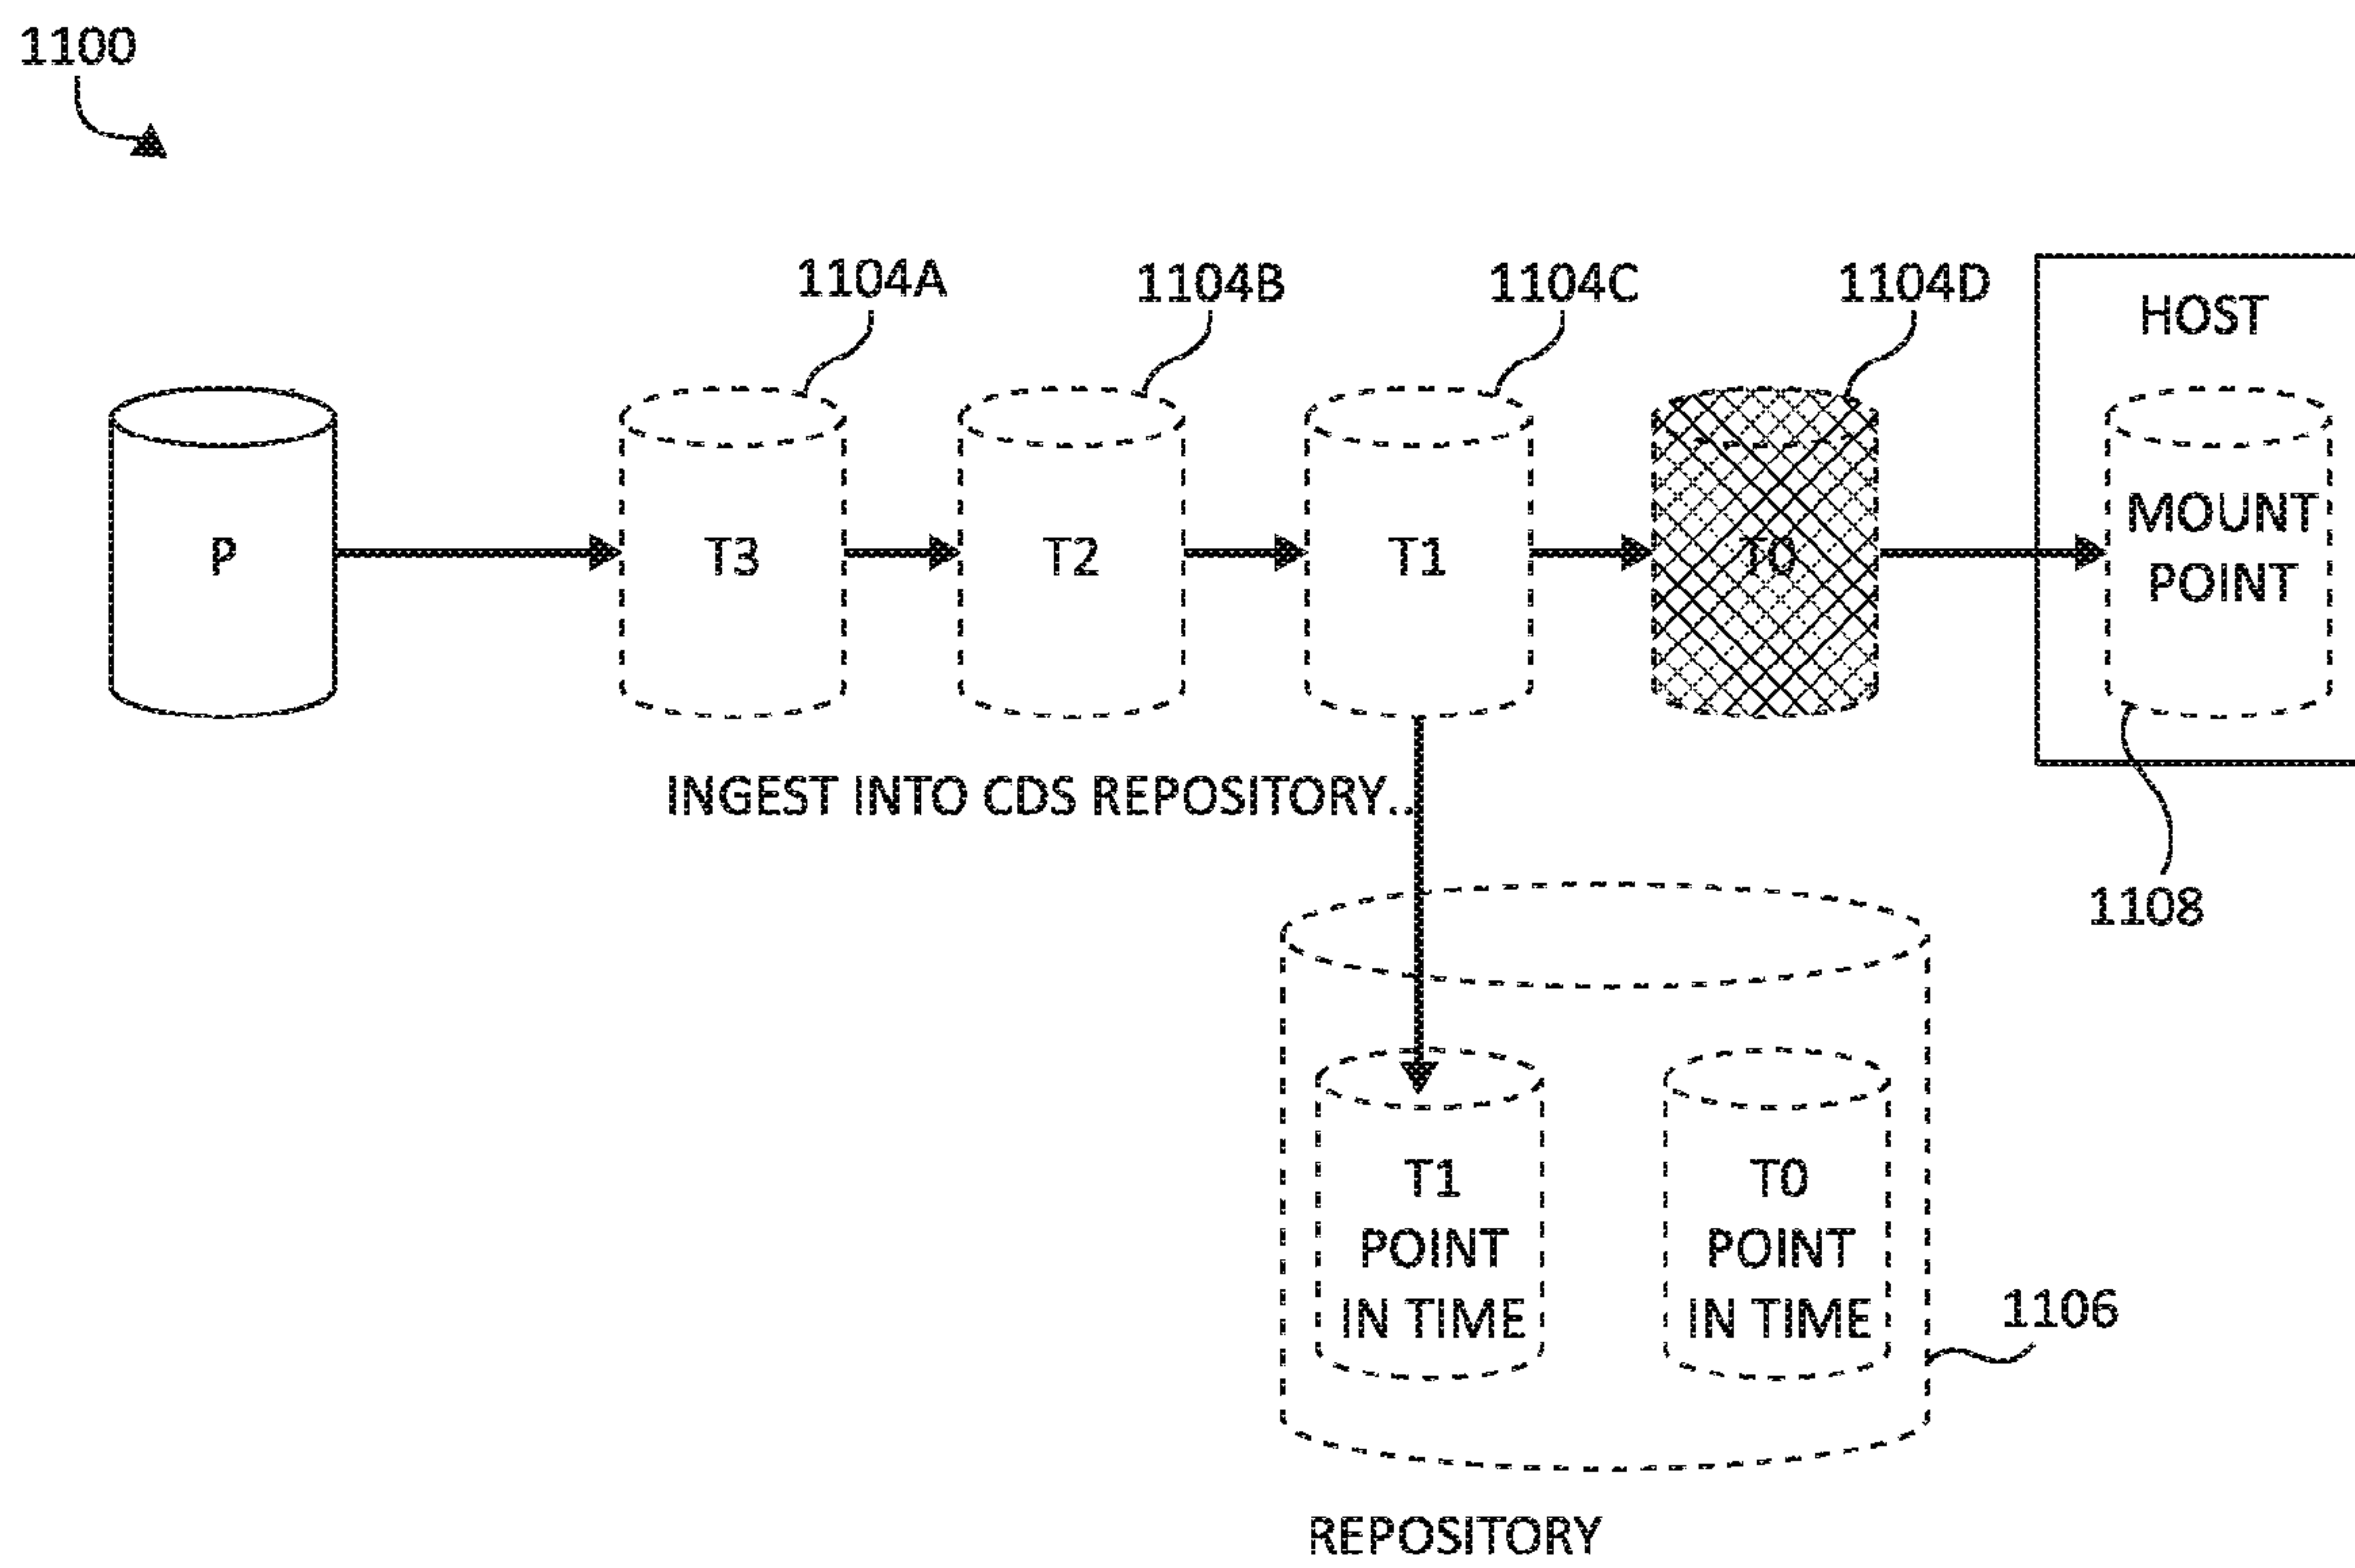 1100
1104A
1104B
1104C
1104D
HOST
P
T3
T2
T1
T0
MOUNT
POINT
INGEST INTO CDS REPOSITORY..
1108
T1
POINT
IN TIME
T0
POINT
IN TIME
1106
REPOSITORY